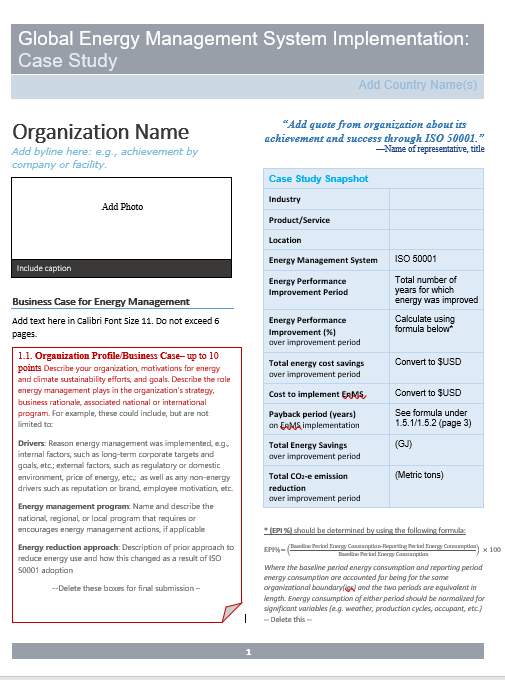 Global Energy Management System Implementation:
Case Study
Add Country Name(s)
Organization Name
Add byline here: e.g., achievement by
company or facility.
Add Photo
Include caption
Business Case for Energy Management
Add text here in Calibri Font Size 11. Do not exceed 6
pages.
1.1. Organization Profile/Business Case– up to 10
points Describe your organization, motivations for energy
and climate sustainability efforts, and goals. Describe the role
energy management plays in the organization's strategy,
business rationale, associated national or international
program. For example, these could include, but are not
limited to:
Drivers: Reason energy management was implemented, e.g.,
internal factors, such as long-term corporate targets and
goals, etc.; external factors, such as regulatory or domestic
environment, price of energy, etc.; as well as any non-energy
drivers such as reputation or brand, employee motivation, etc.
Energy management program: Name and describe the
national, regional, or local program that requires or
encourages energy management actions, if applicable
Energy reduction approach: Description of prior approach to
reduce energy use and how this changed as a result of ISO
50001 adoption
--Delete these boxes for final submission –
“Add quote from organization about its
achievement and success through ISO 50001.”
—Name of representative, title
Case Study Snapshot
Industry
Product/Service
Location
Energy Management System ISO 50001
Energy Performance Total number of
Improvement Period years for which
energy was improved
Energy Performance Calculate using
Improvement (%) formula below*
over improvement period
Total energy cost savings Convert to $USD
over improvement period
Cost to implement EnMS Convert to $USD
Payback period (years) See formula under
on EnMS implementation 1.5.1/1.5.2 (page 3)
Total Energy Savings (GJ)
over improvement period
Total CO₂-e emission (Metric tons)
reduction
over improvement period
* (EPI %) should be determined by using the following formula:
EPI%=(Baseline Period Energy Consumption-Reporting Period Energy Consumption
Baseline Period Energy Consumption) × 100
Where the baseline period energy consumption and reporting period
energy consumption are accounted for being for the same
organizational boundary(ies) and the two periods are equivalent in
length. Energy consumption of either period should be normalized for
significant variables (e.g. weather, production cycles, occupant, etc.)
-- Delete this --
1